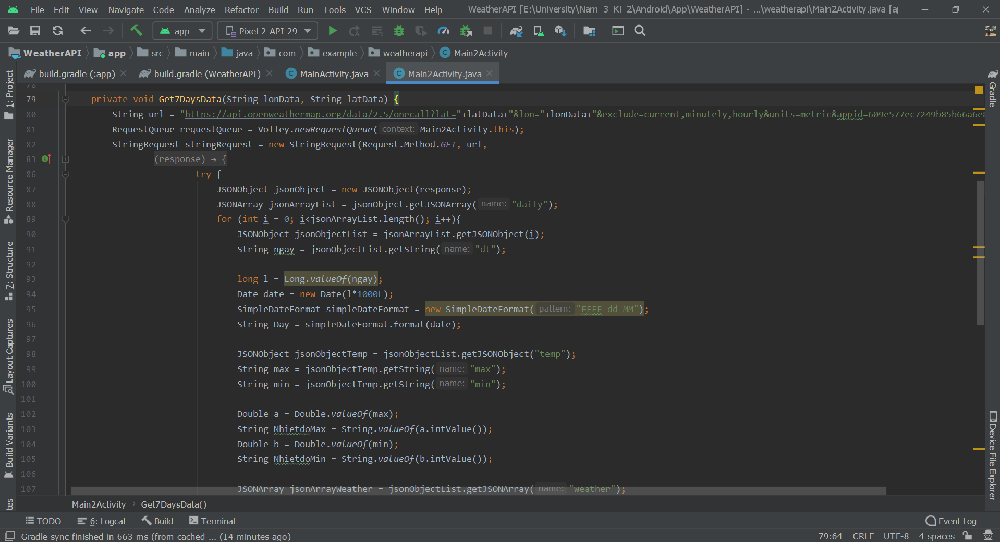 File Edit View Navigate Code Analyze Refactor Build Run Tools VCS Window Help WeatherAPI [E:\University\Nam_3_Ki_2\Android\App\WeatherAPI] - ...\weatherapi\Main2Activity.java [a
app Pixel 2 API 29
WeatherAPI app src main java com example weatherapi Main2Activity
build.gradle (:app) build.gradle (WeatherAPI) MainActivity.java Main2Activity.java
78
79 private void Get7DaysData(String lonData, String latData) {
80 String url = "https://api.openweathermap.org/data/2.5/onecall?lat="+latData+"&lon="+lonData+"&exclude=current,minutely,hourly&units=metric&appid=609e577ec7249b85b66a6e8
81 RequestQueue requestQueue = Volley.newRequestQueue( context: Main2Activity.this);
82 StringRequest stringRequest = new StringRequest(Request.Method.GET, url,
83 (response) → {
86 try {
87 JSONObject jsonObject = new JSONObject(response);
88 JSONArray jsonArrayList = jsonObject.getJSONArray( name: "daily");
89 for (int i = 0; i<jsonArrayList.length(); i++){
90 JSONObject jsonObjectList = jsonArrayList.getJSONObject(i);
91 String ngay = jsonObjectList.getString( name: "dt");
92
93 long l = Long.valueOf(ngay);
94 Date date = new Date(l*1000L);
95 SimpleDateFormat simpleDateFormat = new SimpleDateFormat( pattern: "EEEE dd-MM");
96 String Day = simpleDateFormat.format(date);
97
98 JSONObject jsonObjectTemp = jsonObjectList.getJSONObject("temp");
99 String max = jsonObjectTemp.getString( name: "max");
100 String min = jsonObjectTemp.getString( name: "min");
101
102 Double a = Double.valueOf(max);
103 String NhietdoMax = String.valueOf(a.intValue());
104 Double b = Double.valueOf(min);
105 String NhietdoMin = String.valueOf(b.intValue());
106
107 JSONArray jsonArrayWeather = jsonObjectList.getJSONArray( name: "weather");
1: Project
Resource Manager
7: Structure
Layout Captures
Build Variants
ites
Gradle
Device File Explorer
Main2Activity Get7DaysData()
TODO 6: Logcat Build Terminal Event Log
Gradle sync finished in 663 ms (from cached ... (14 minutes ago) 79:64 CRLF UTF-8 4 spaces